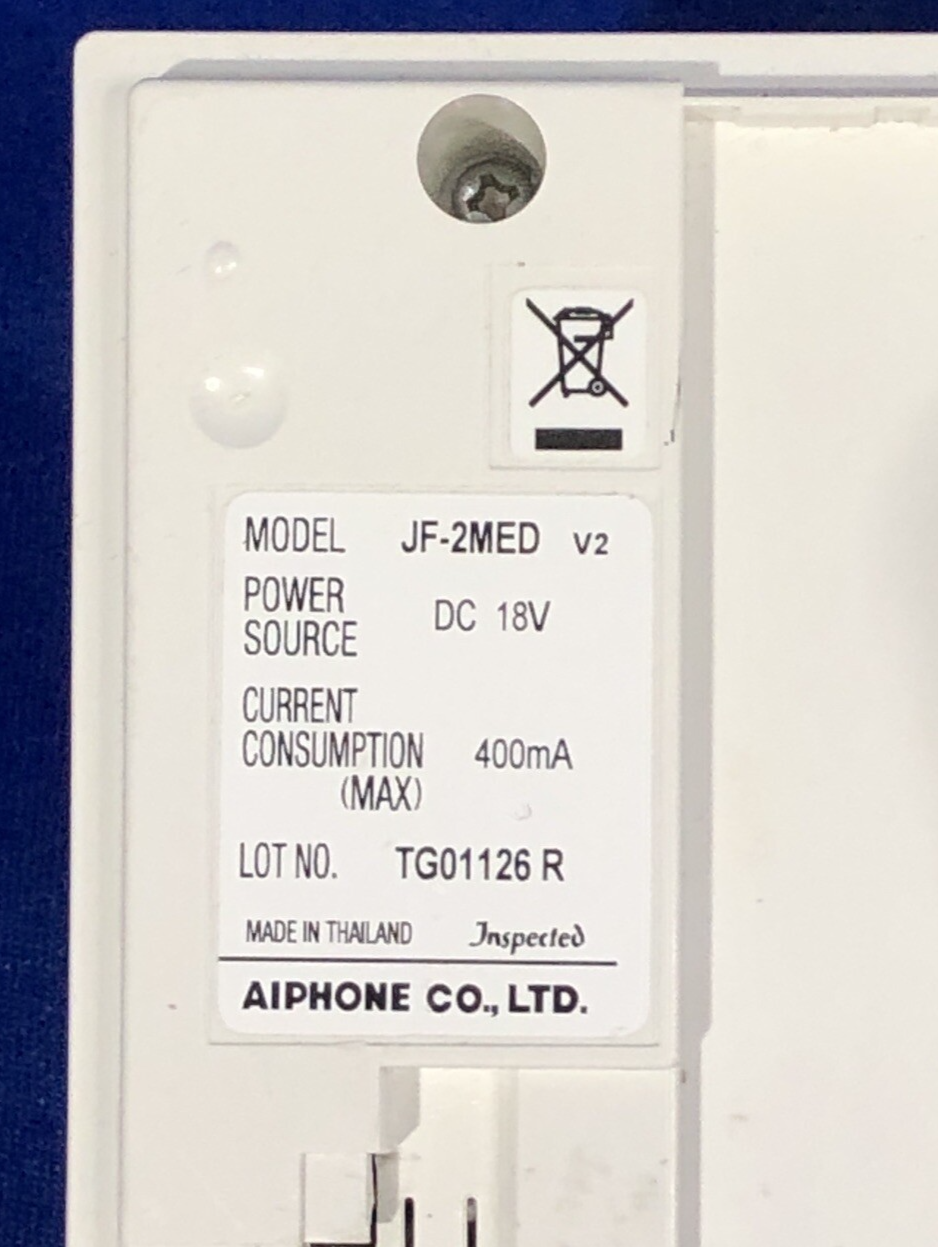 MODEL JF-2MED V2
POWER
SOURCE DC 18V
CURRENT
CONSUMPTION 400mA
(MAX)
LOT NO. TG01126 R
MADE IN THAILAND Inspected
AIPHONE CO., LTD.